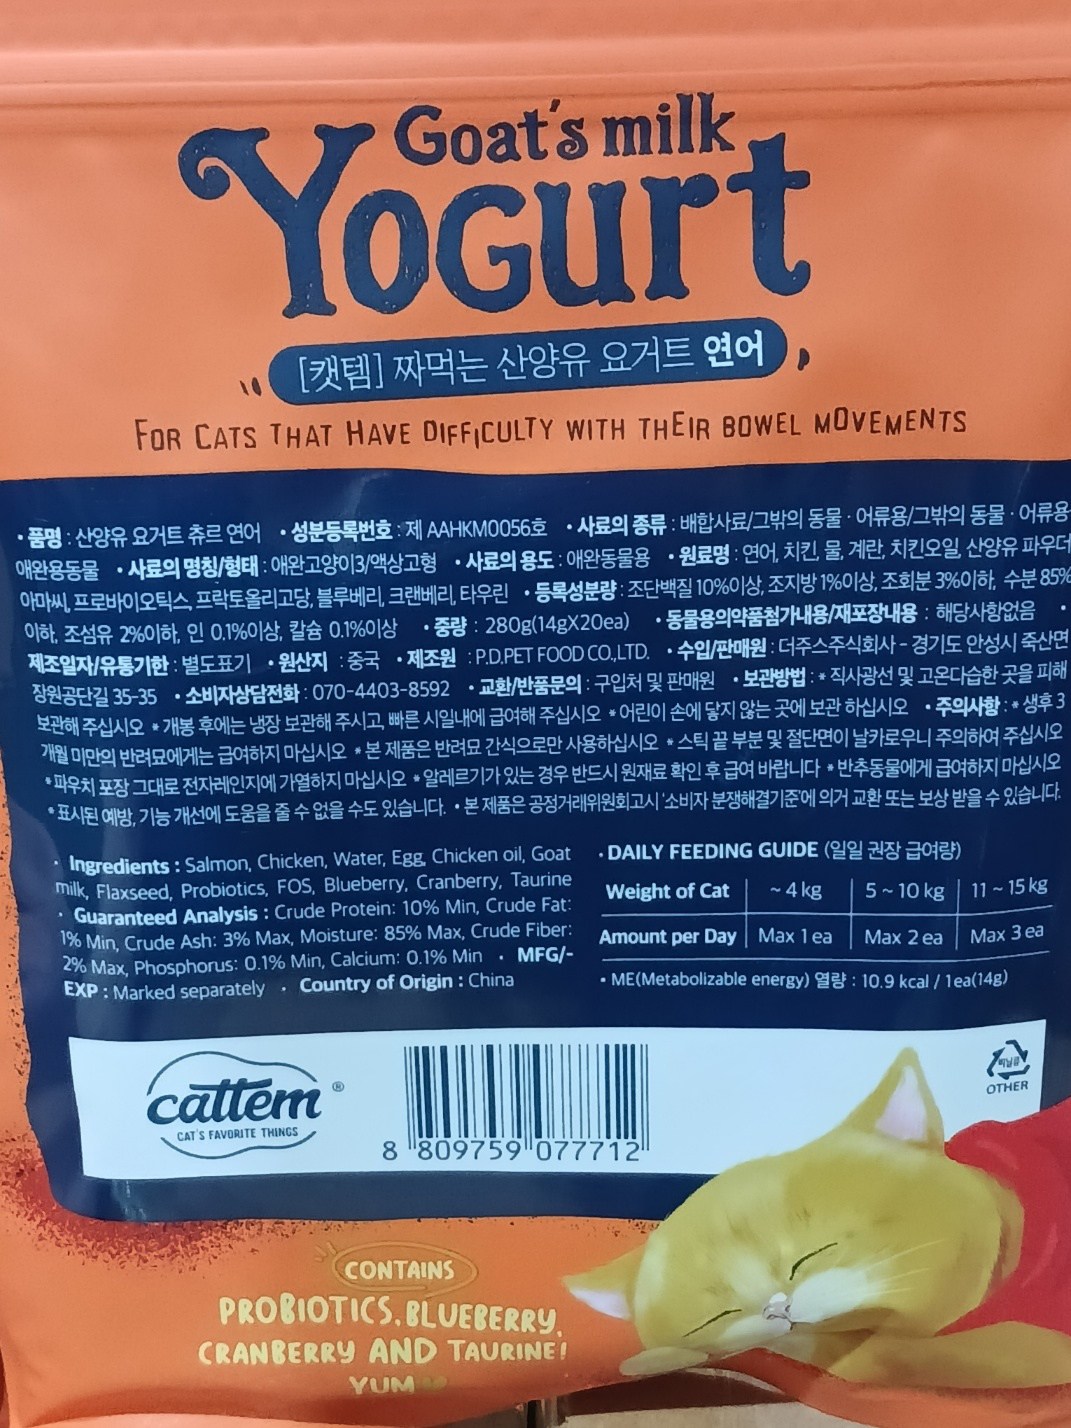 Goat's milk
Yogurt
[캣템] 짜먹는 산양유 요거트 연어
FOR CATS THAT HAVE DIFFICULTY WITH THEIR BOWEL MOVEMENTS
• 품명 : 산양유 요거트 츄르 연어 • 성분등록번호 : 제 AAHKM0056호 • 사료의 종류 : 배합사료/그밖의 동물 · 어류용/그밖의 동물 · 어류용-
애완용동물 • 사료의 명칭/형태 : 애완고양이3/액상고형 • 사료의 용도 : 애완동물용 • 원료명 : 연어, 치킨, 물, 계란, 치킨오일, 산양유 파우더
아마씨, 프로바이오틱스, 프락토올리고당, 블루베리, 크랜베리, 타우린 • 등록성분량 : 조단백질 10%이상, 조지방 1%이상, 조회분 3%이하, 수분 85%
이하, 조섬유 2%이하, 인 0.1%이상, 칼슘 0.1%이상 • 중량 : 280g(14gX20ea) • 동물용의약품첨가내용/재포장내용 : 해당사항없음 •
제조일자/유통기한 : 별도표기 • 원산지 : 중국 • 제조원 : P.D.PET FOOD CO.,LTD. • 수입/판매원 : 더주스주식회사 - 경기도 안성시 죽산면
장원공단길 35-35 • 소비자상담전화 : 070-4403-8592 • 교환/반품문의 : 구입처 및 판매원 • 보관방법 : * 직사광선 및 고온다습한 곳을 피해
보관해 주십시오 * 개봉 후에는 냉장 보관해 주시고, 빠른 시일내에 급여해 주십시오 * 어린이 손에 닿지 않는 곳에 보관 하십시오 • 주의사항 : * 생후 3
개월 미만의 반려묘에게는 급여하지 마십시오 * 본 제품은 반려묘 간식으로만 사용하십시오 * 스틱 끝 부분 및 절단면이 날카로우니 주의하여 주십시오
* 파우치 포장 그대로 전자레인지에 가열하지 마십시오 * 알레르기가 있는 경우 반드시 원재료 확인 후 급여 바랍니다 * 반추동물에게 급여하지 마십시오
* 표시된 예방, 기능 개선에 도움을 줄 수 없을 수도 있습니다. • 본 제품은 공정거래위원회고시 '소비자 분쟁해결기준'에 의거 교환 또는 보상 받을 수 있습니다.
• Ingredients : Salmon, Chicken, Water, Egg, Chicken oil, Goat
milk, Flaxseed, Probiotics, FOS, Blueberry, Cranberry, Taurine
• Guaranteed Analysis : Crude Protein: 10% Min, Crude Fat:
1% Min, Crude Ash: 3% Max, Moisture: 85% Max, Crude Fiber:
2% Max, Phosphorus: 0.1% Min, Calcium: 0.1% Min • MFG/-
EXP : Marked separately • Country of Origin : China
• DAILY FEEDING GUIDE (일일 권장 급여량)
Weight of Cat ~ 4 kg 5 ~ 10 kg 11 ~ 15 kg
Amount per Day Max 1 ea Max 2 ea Max 3 ea
• ME(Metabolizable energy) 열량 : 10.9 kcal / 1ea(14g)
cattem ®
CAT'S FAVORITE THINGS
8 809759 077712
비닐류
OTHER
CONTAINS
PROBIOTICS, BLUEBERRY,
CRANBERRY AND TAURINE!
YUM